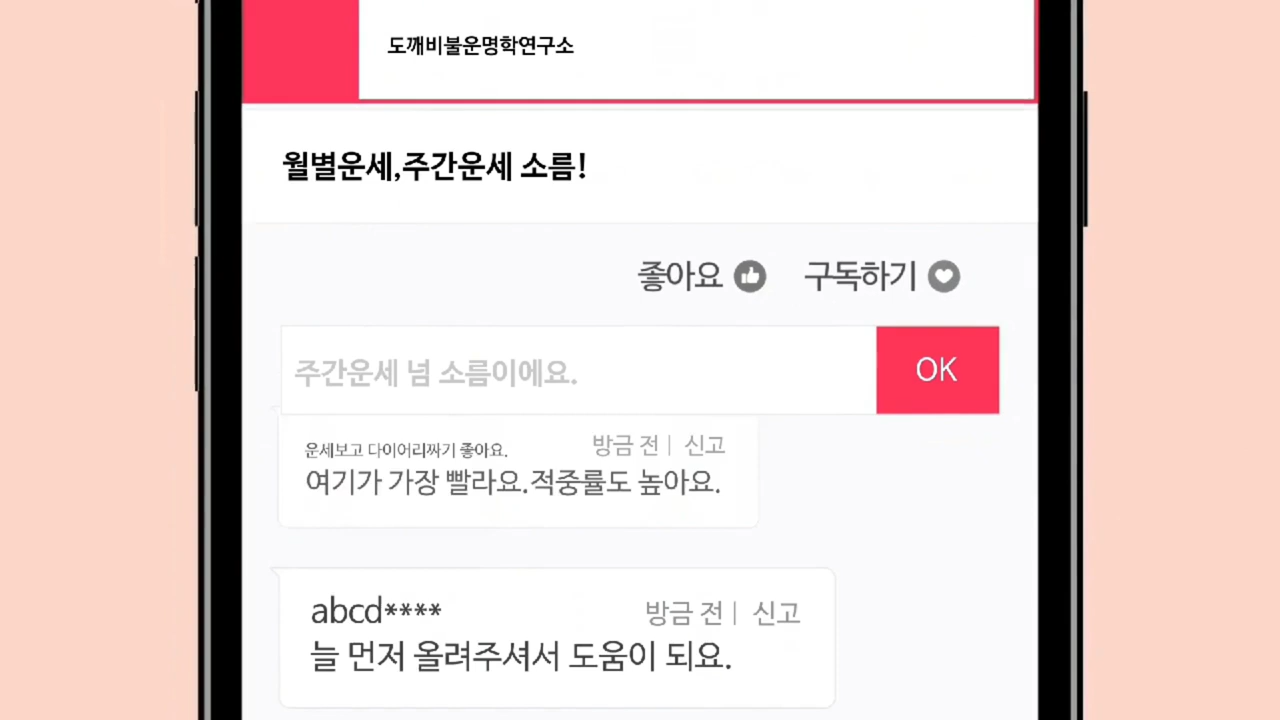 도깨비불운명학연구소
월별운세,주간운세 소름!
좋아요 구독하기
주간운세 넘 소름이에요.
OK
운세보고 다이어리짜기 좋아요. 방금 전 | 신고
여기가 가장 빨라요.적중률도 높아요.
abcd**** 방금 전 | 신고
늘 먼저 올려주셔서 도움이 되요.